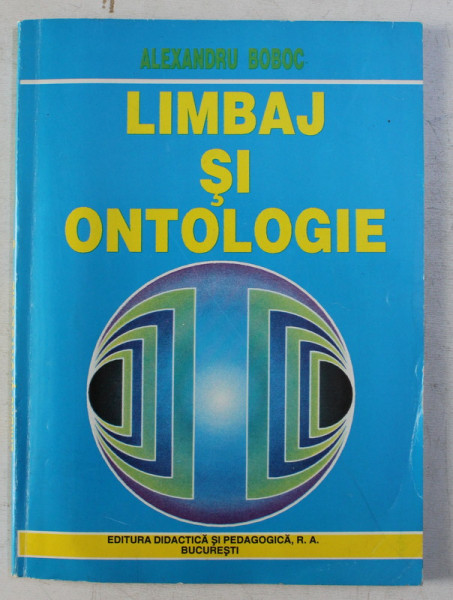 ALEXANDRU BOBOC
LIMBAJ
ŞI
ONTOLOGIE
EDITURA DIDACTICĂ ŞI PEDAGOGICĂ, R. A.
BUCUREŞTI